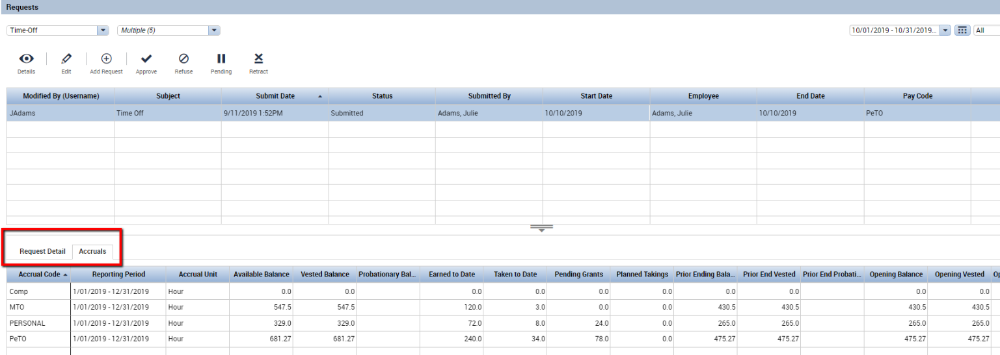 Requests
Time-Off Multiple (5) 10/01/2019 - 10/31/2019... All
Details Edit Add Request Approve Refuse Pending Retract
Modified By (Username) Subject Submit Date Status Submitted By Start Date Employee End Date Pay Code
JAdams Time Off 9/11/2019 1:52PM Submitted Adams, Julie 10/10/2019 Adams, Julie 10/10/2019 PeTO
Request Detail Accruals
Accrual Code Reporting Period Accrual Unit Available Balance Vested Balance Probationary Bal... Earned to Date Taken to Date Pending Grants Planned Takings Prior Ending Bala... Prior End Vested Prior End Probati... Opening Balance Opening Vested Op
Comp 1/01/2019 - 12/31/2019 Hour 0.0 0.0 0.0 0.0 0.0 0.0 0.0 0.0 0.0 0.0
MTO 1/01/2019 - 12/31/2019 Hour 547.5 547.5 120.0 3.0 0.0 0.0 430.5 430.5 430.5 430.5
PERSONAL 1/01/2019 - 12/31/2019 Hour 329.0 329.0 72.0 8.0 24.0 0.0 265.0 265.0 265.0 265.0
PeTO 1/01/2019 - 12/31/2019 Hour 681.27 681.27 240.0 34.0 78.0 0.0 475.27 475.27 475.27 475.27